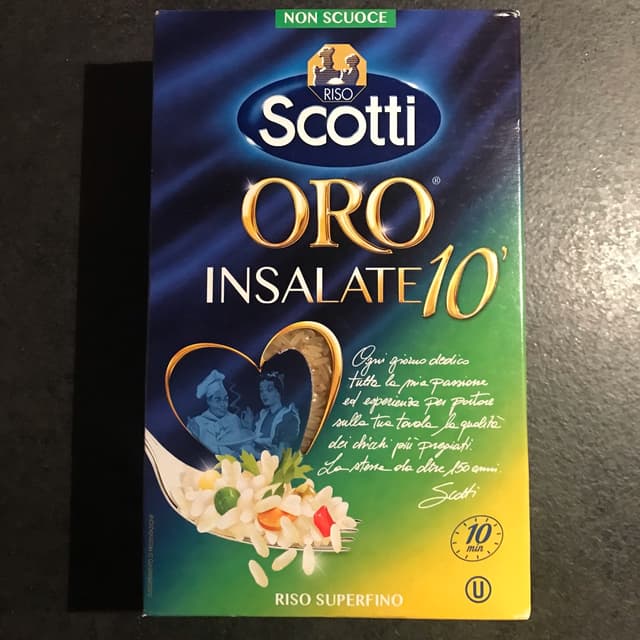 NON SCUOCE
RISO
Scotti
ORO®
INSALATE 10'
Ogni giorno dedico
tutta la mia passione
ed esperienza per portare
sulla tua tavola la qualità
dei chicchi più pregiati.
La stessa da oltre 150 anni.
Scotti
10
min
U
RISO SUPERFINO